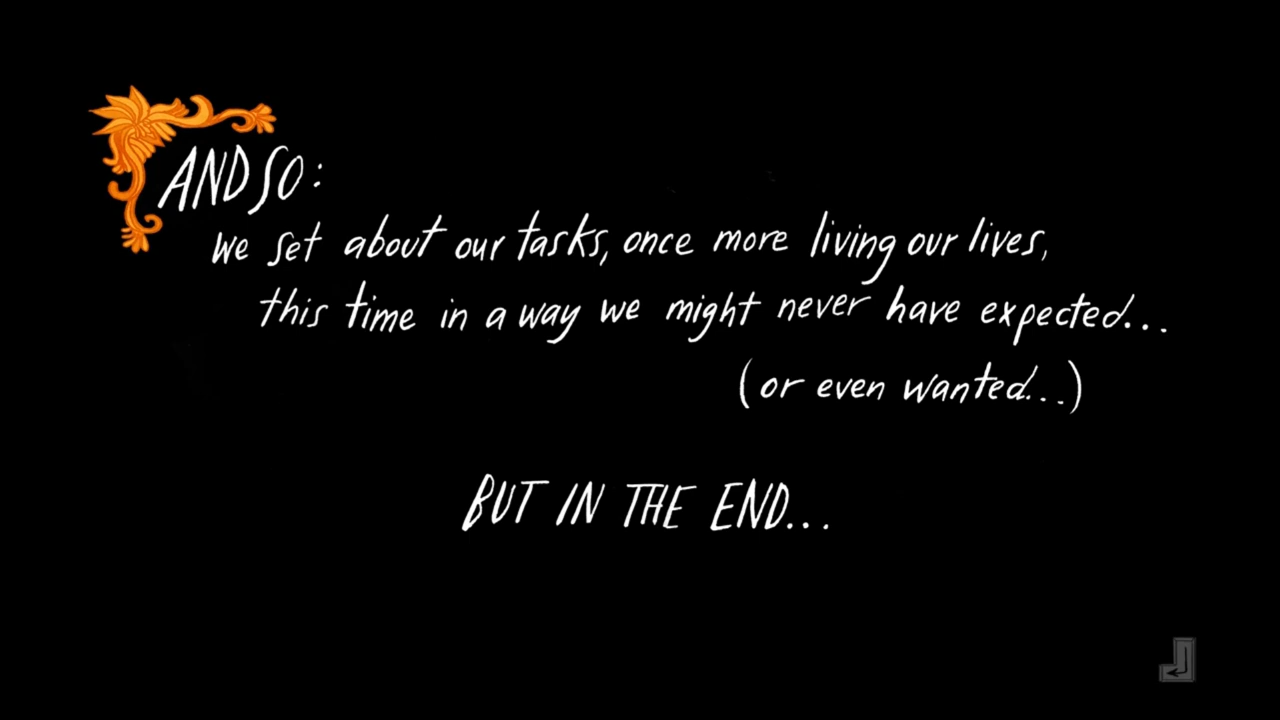 AND SO:
we set about our tasks, once more living our lives,
this time in a way we might never have expected...
(or even wanted...)
BUT IN THE END...